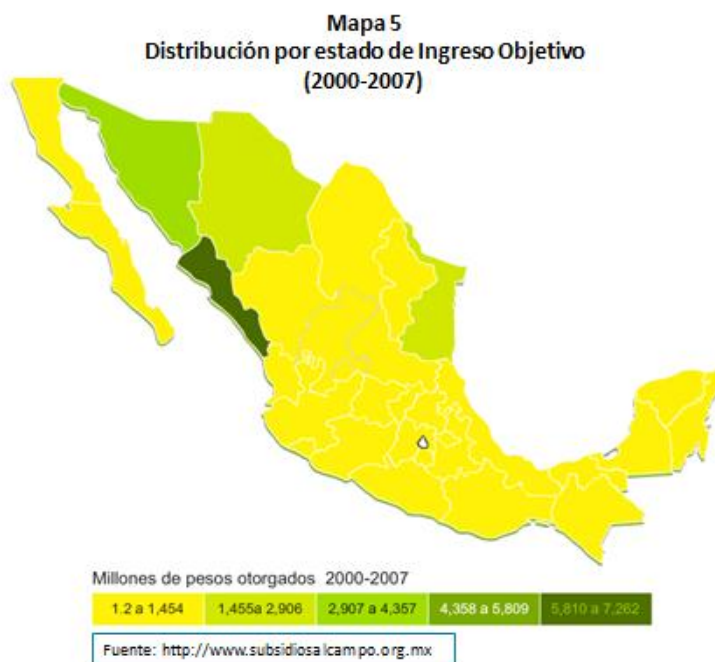 Mapa 5
Distribución por estado de Ingreso Objetivo
(2000-2007)
Millones de pesos otorgados 2000-2007
1.2 a 1,454 1,455a 2,906 2,907 a 4,357 4,358 a 5,809 5,810 a 7,262
Fuente: http://www.subsidiosalcampo.org.mx